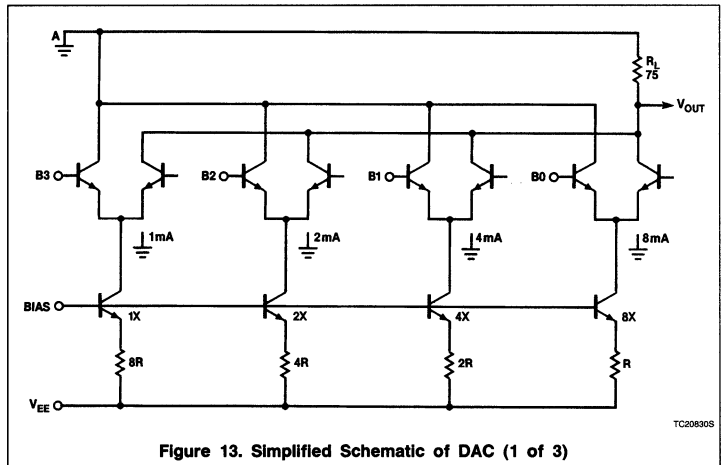 A
RL
75
VOUT
B3
B2
B1
B0
1mA
2mA
4mA
8mA
BIAS
1X
2X
4X
8X
8R
4R
2R
R
VEE
TC20830S
Figure 13. Simplified Schematic of DAC (1 of 3)